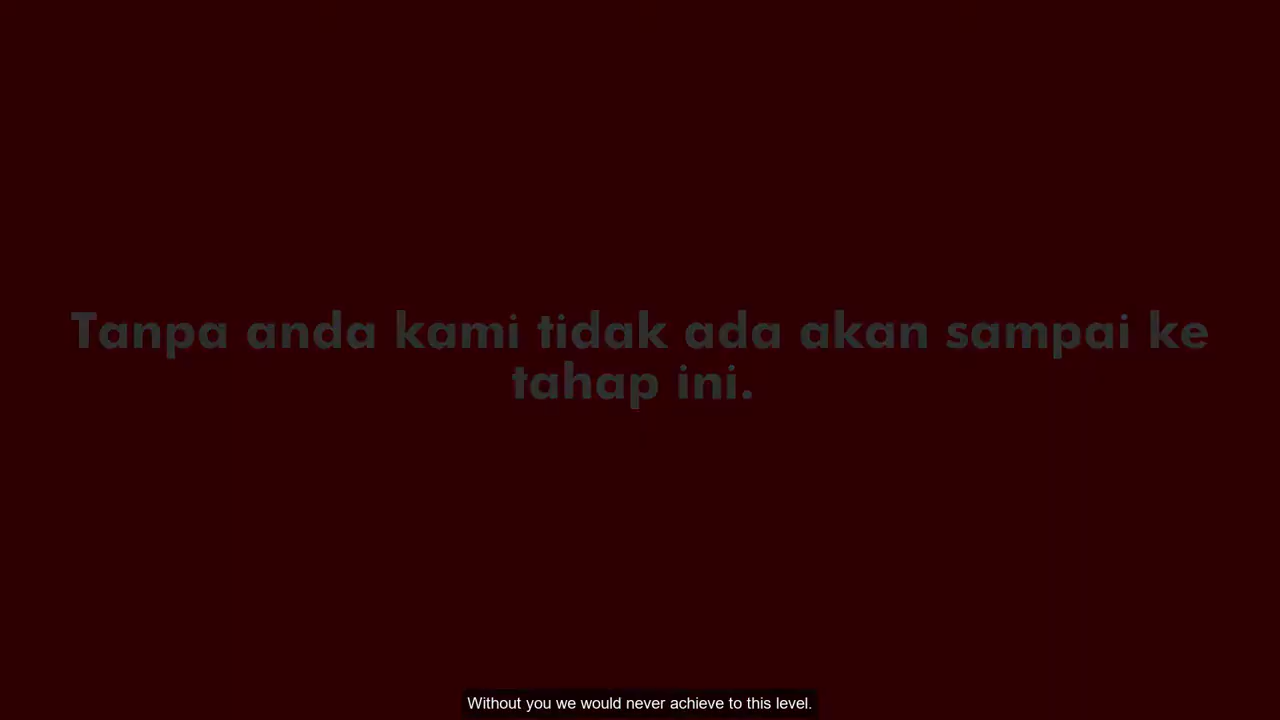 Tanpa anda kami tidak ada akan sampai ke
tahap ini.
Without you we would never achieve to this level.